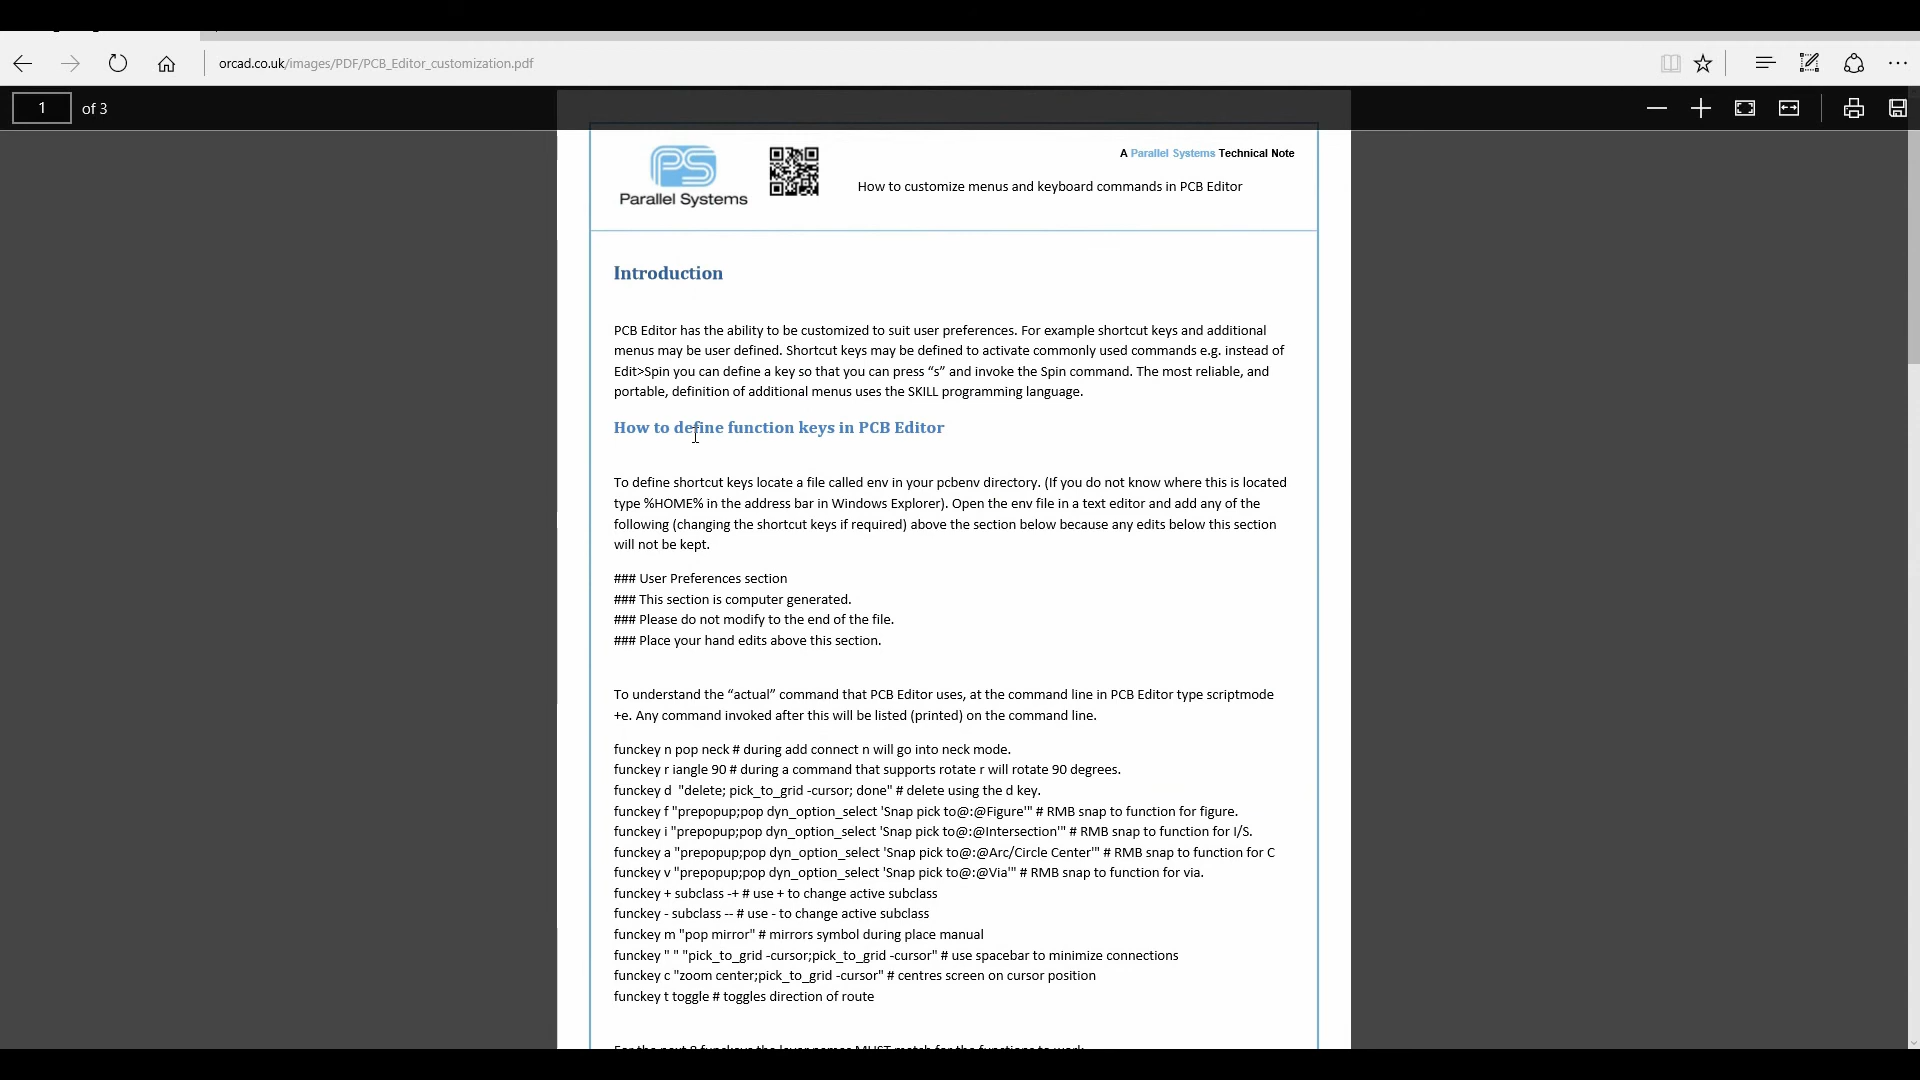 orcad.co.uk/images/PDF/PCB_Editor_customization.pdf
1 of 3
PS
Parallel Systems
A Parallel Systems Technical Note
How to customize menus and keyboard commands in PCB Editor
Introduction
PCB Editor has the ability to be customized to suit user preferences. For example shortcut keys and additional
menus may be user defined. Shortcut keys may be defined to activate commonly used commands e.g. instead of
Edit>Spin you can define a key so that you can press “s” and invoke the Spin command. The most reliable, and
portable, definition of additional menus uses the SKILL programming language.
How to define function keys in PCB Editor
To define shortcut keys locate a file called env in your pcbenv directory. (If you do not know where this is located
type %HOME% in the address bar in Windows Explorer). Open the env file in a text editor and add any of the
following (changing the shortcut keys if required) above the section below because any edits below this section
will not be kept.
### User Preferences section
### This section is computer generated.
### Please do not modify to the end of the file.
### Place your hand edits above this section.
To understand the “actual” command that PCB Editor uses, at the command line in PCB Editor type scriptmode
+e. Any command invoked after this will be listed (printed) on the command line.
funckey n pop neck # during add connect n will go into neck mode.
funckey r iangle 90 # during a command that supports rotate r will rotate 90 degrees.
funckey d  "delete; pick_to_grid -cursor; done" # delete using the d key.
funckey f "prepopup;pop dyn_option_select 'Snap pick to@:@Figure'" # RMB snap to function for figure.
funckey i "prepopup;pop dyn_option_select 'Snap pick to@:@Intersection'" # RMB snap to function for I/S.
funckey a "prepopup;pop dyn_option_select 'Snap pick to@:@Arc/Circle Center'" # RMB snap to function for C
funckey v "prepopup;pop dyn_option_select 'Snap pick to@:@Via'" # RMB snap to function for via.
funckey + subclass -+ # use + to change active subclass
funckey - subclass -- # use - to change active subclass
funckey m "pop mirror" # mirrors symbol during place manual
funckey " " "pick_to_grid -cursor;pick_to_grid -cursor" # use spacebar to minimize connections
funckey c "zoom center;pick_to_grid -cursor" # centres screen on cursor position
funckey t toggle # toggles direction of route
For the next 8 funckeys the layer names MUST match for the functions to work